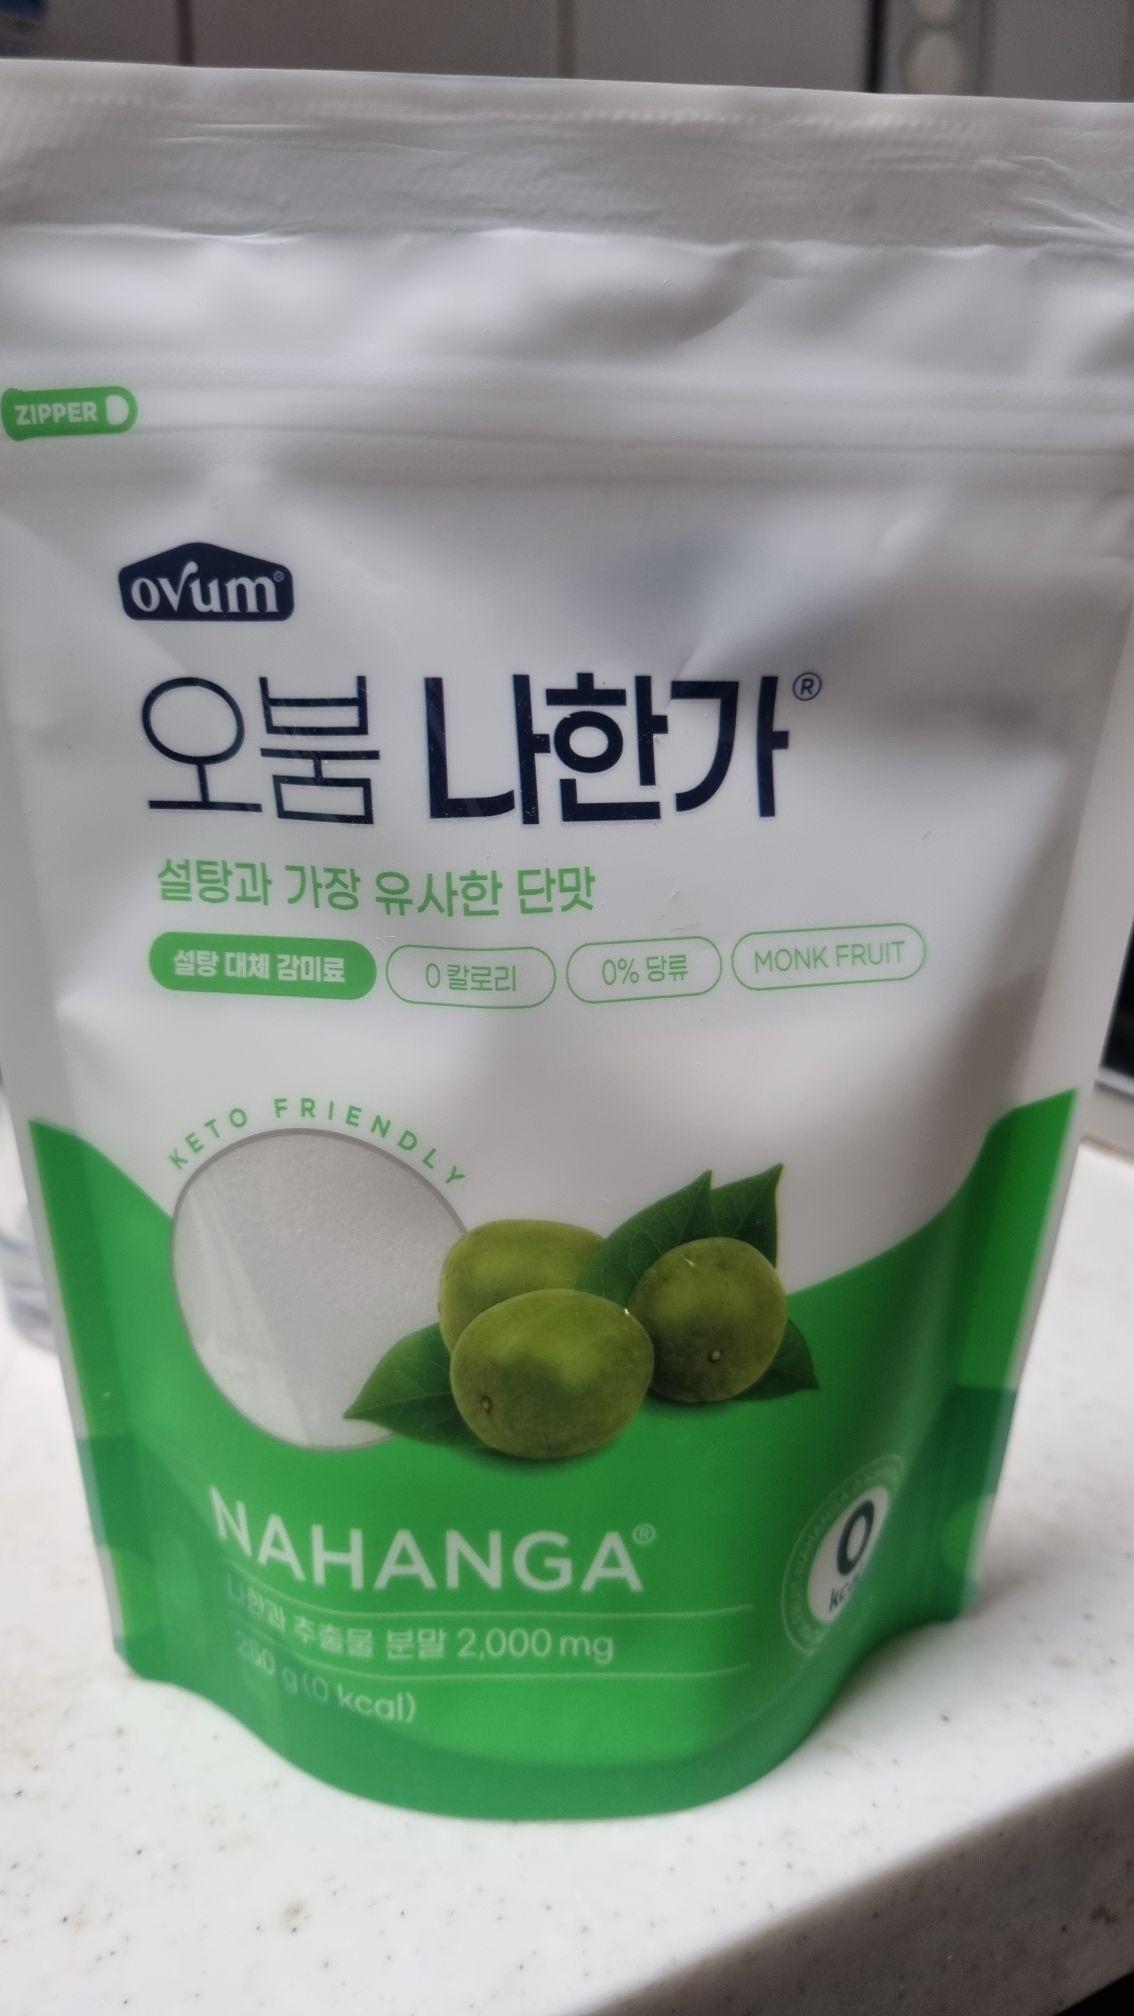 ZIPPER
ovum®
오붐 나한가®
설탕과 가장 유사한 단맛
설탕 대체 감미료 0 칼로리 0% 당류 MONK FRUIT
KETO FRIENDLY
NAHANGA®
나한과 추출물 분말 2,000 mg
250 g (0 kcal)
0